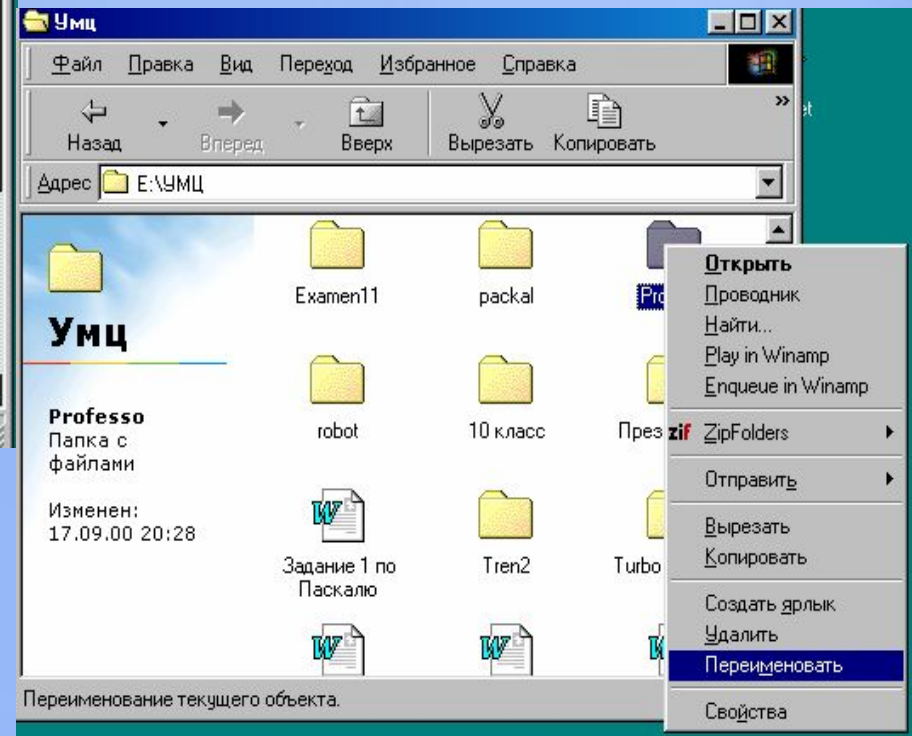 Умц
Файл Правка Вид Переход Избранное Справка
Назад Вперед Вверх Вырезать Копировать »
Адрес E:\УМЦ
Умц
Professo
Папка с
файлами
Изменен:
17.09.00 20:28
Examen11 packal
robot 10 класс През
Задание 1 по
Паскалю
Tren2 Turbo
Открыть
Проводник
Найти...
Play in Winamp
Enqueue in Winamp
zif ZipFolders
Отправить
Вырезать
Копировать
Создать ярлык
Удалить
Переименовать
Свойства
Переименование текущего объекта.